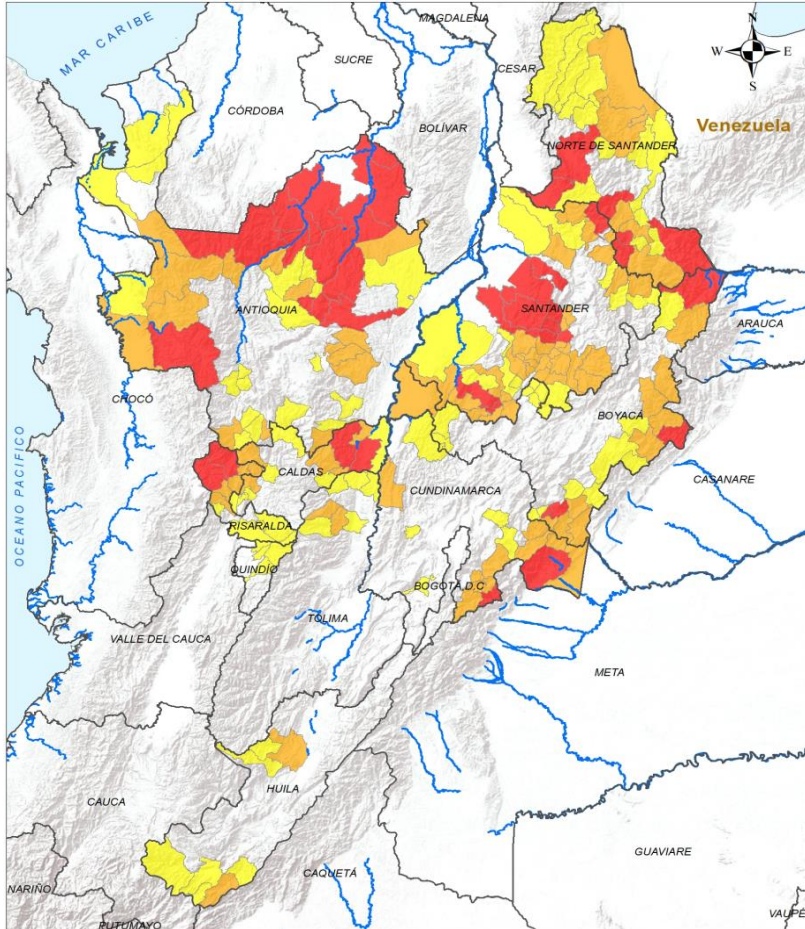 MAGDALENA
N
W E
S
MAR CARIBE
SUCRE
CESAR
CÓRDOBA
BOLÍVAR
Venezuela
NORTE DE SANTANDER
ANTIOQUIA
SANTANDER
ARAUCA
CHOCÓ
BOYACÁ
OCEANO PACIFICO
CALDAS
CUNDINAMARCA
CASANARE
RISARALDA
QUINDÍO
BOGOTÁ, D.C
TOLIMA
VALLE DEL CAUCA
META
HUILA
CAUCA
GUAVIARE
CAQUETÁ
NARIÑO
PUTUMAYO
VAUPÉ